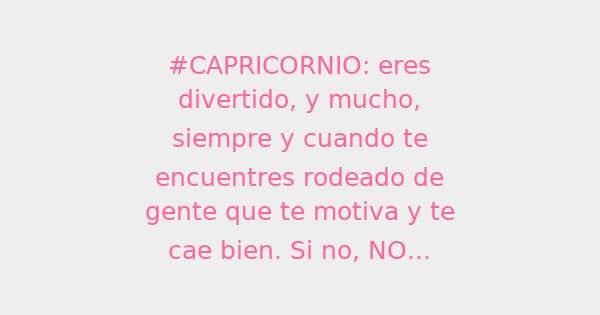 #CAPRICORNIO: eres
divertido, y mucho,
siempre y cuando te
encuentres rodeado de
gente que te motiva y te
cae bien. Si no, NO...